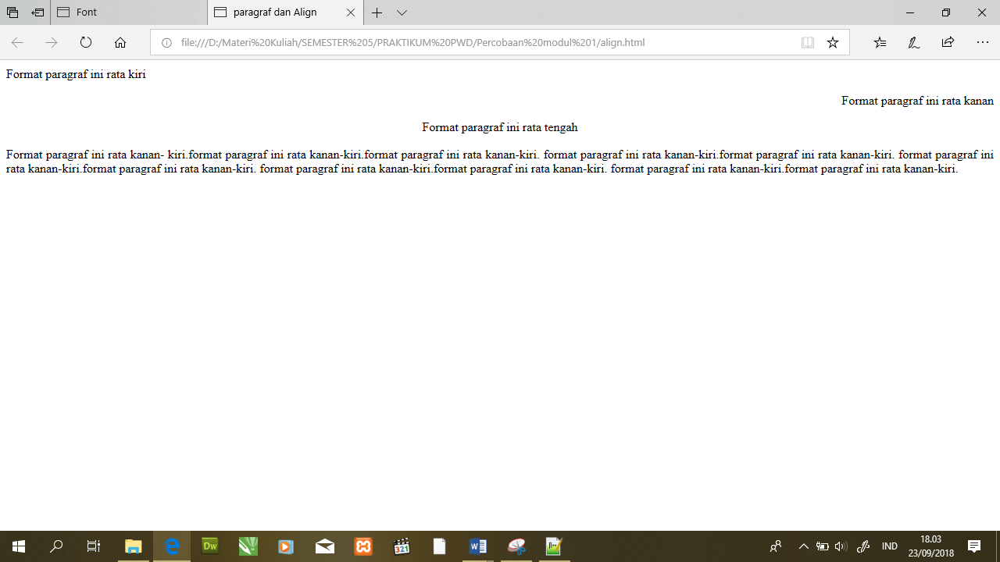 Font
paragraf dan Align
file:///D:/Materi%20Kuliah/SEMESTER%205/PRAKTIKUM%20PWD/Percobaan%20modul%201/align.html
Format paragraf ini rata kiri
Format paragraf ini rata kanan
Format paragraf ini rata tengah
Format paragraf ini rata kanan- kiri.format paragraf ini rata kanan-kiri.format paragraf ini rata kanan-kiri. format paragraf ini rata kanan-kiri.format paragraf ini rata kanan-kiri. format paragraf ini
rata kanan-kiri.format paragraf ini rata kanan-kiri. format paragraf ini rata kanan-kiri.format paragraf ini rata kanan-kiri. format paragraf ini rata kanan-kiri.format paragraf ini rata kanan-kiri.
Dw
321
W
IND
18.03
23/09/2018